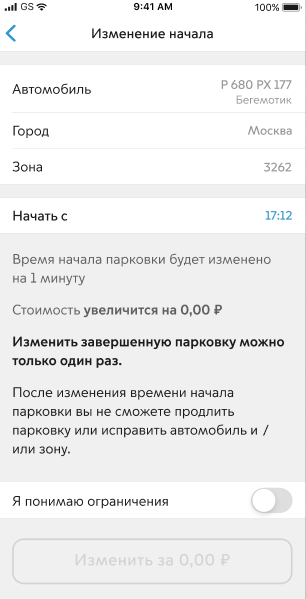 GS 9:41 AM 100%
Изменение начала
Автомобиль Р 680 РХ 177
Бегемотик
Город Москва
Зона 3262
Начать с 17:12
Время начала парковки будет изменено
на 1 минуту
Стоимость увеличится на 0,00 ₽
Изменить завершенную парковку можно
только один раз.
После изменения времени начала
парковки вы не сможете продлить
парковку или исправить автомобиль и /
или зону.
Я понимаю ограничения
Изменить за 0,00 ₽